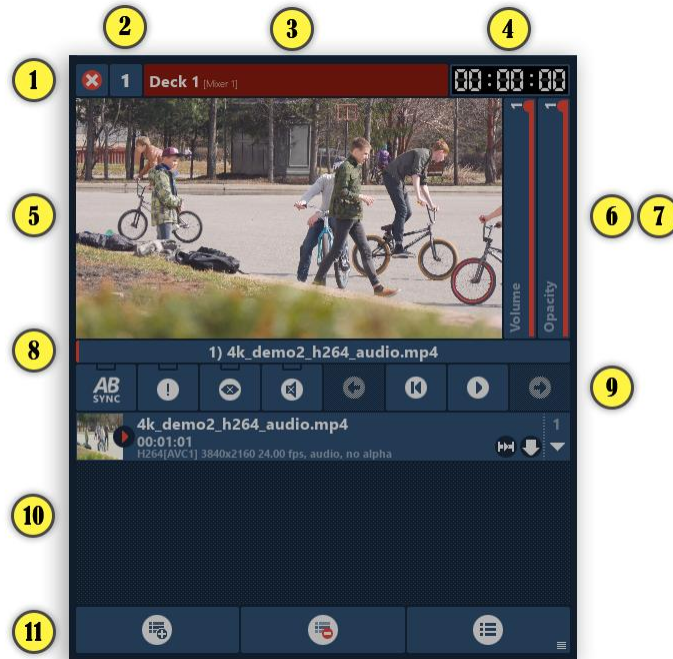 2 3 4
1 1 Deck 1 [Mixer 1] 00:00:00
1 1
5 6 7
Volume Opacity
8 1) 4k_demo2_h264_audio.mp4
AB SYNC ! 9
4k_demo2_h264_audio.mp4 1
00:01:01
H264[AVC1] 3840x2160 24.00 fps, audio, no alpha
10
11